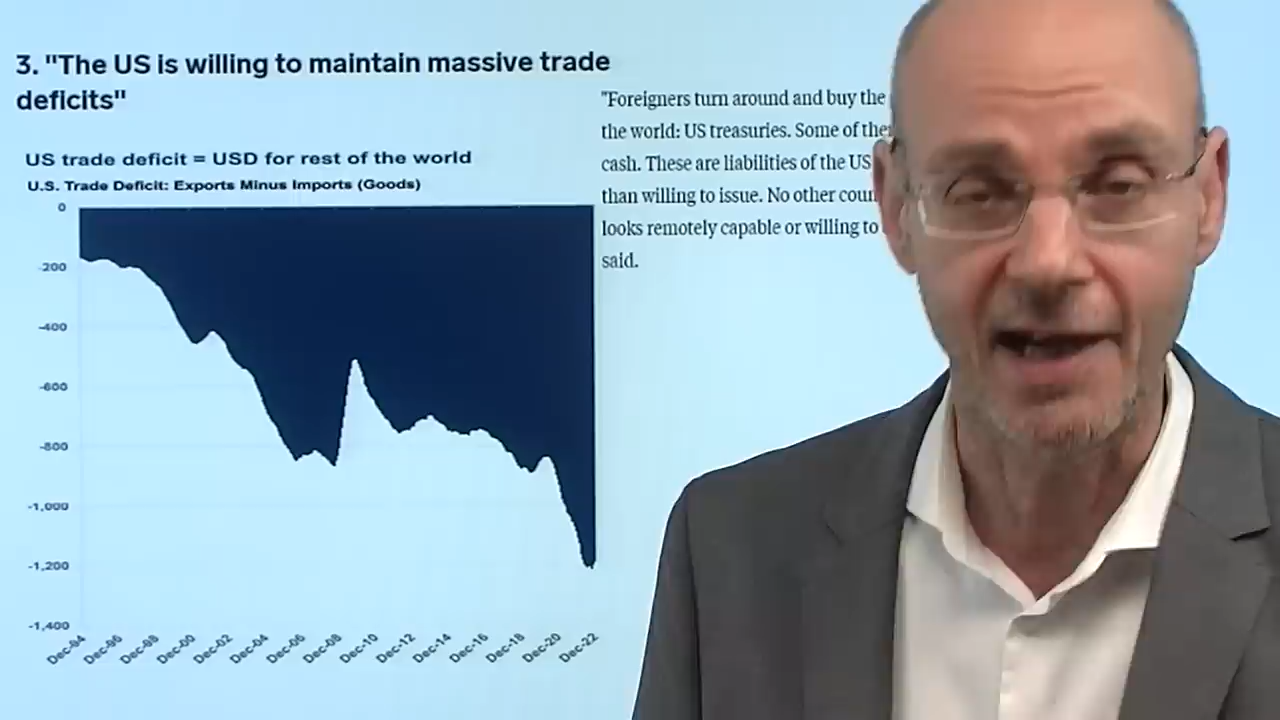 3. "The US is willing to maintain massive trade
deficits"
"Foreigners turn around and buy the
the world: US treasuries. Some of
cash. These are liabilities of the US
than willing to issue. No other
looks remotely capable or willing to
said.
US trade deficit = USD for rest of the world
U.S. Trade Deficit: Exports Minus Imports (Goods)
0
-200
-400
-600
-800
-1,000
-1,200
-1,400
Dec-94
Dec-96
Dec-98
Dec-00
Dec-02
Dec-04
Dec-06
Dec-08
Dec-10
Dec-12
Dec-14
Dec-16
Dec-18
Dec-20
Dec-22